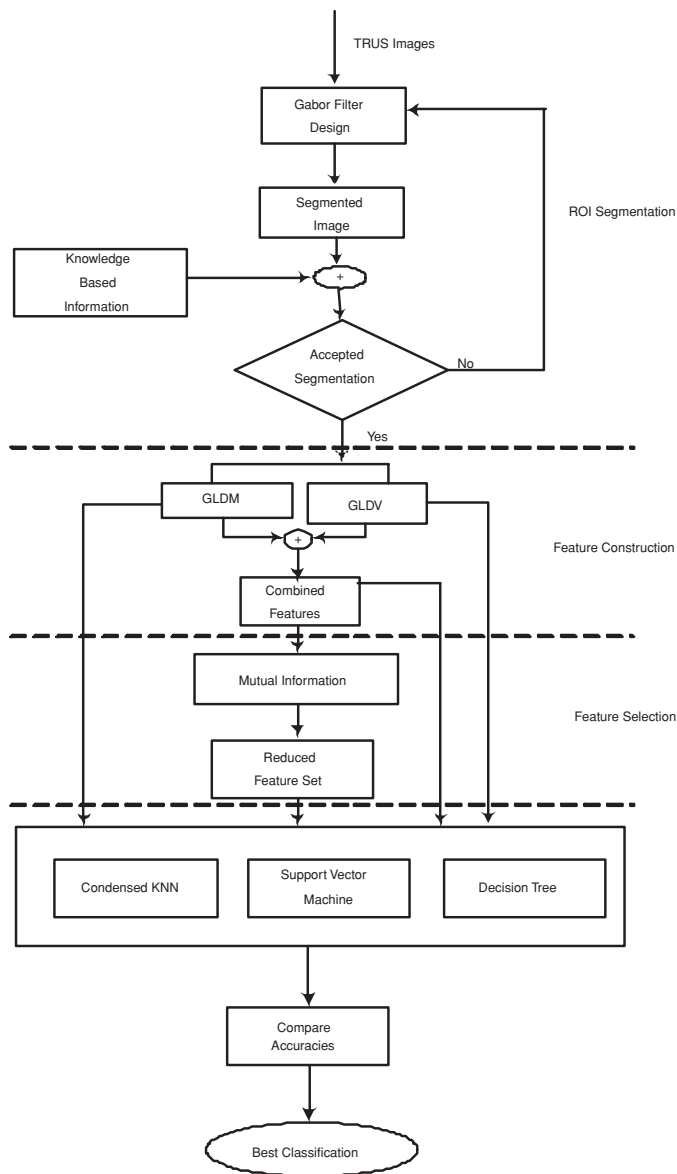 TRUS Images
Gabor Filter
Design
Segmented
Image
ROI Segmentation
Knowledge
Based
Information
+
Accepted
Segmentation
No
Yes
GLDM
GLDV
+
Feature Construction
Combined
Features
Mutual Information
Feature Selection
Reduced
Feature Set
Condensed KNN
Support Vector
Machine
Decision Tree
Compare
Accuracies
Best Classification